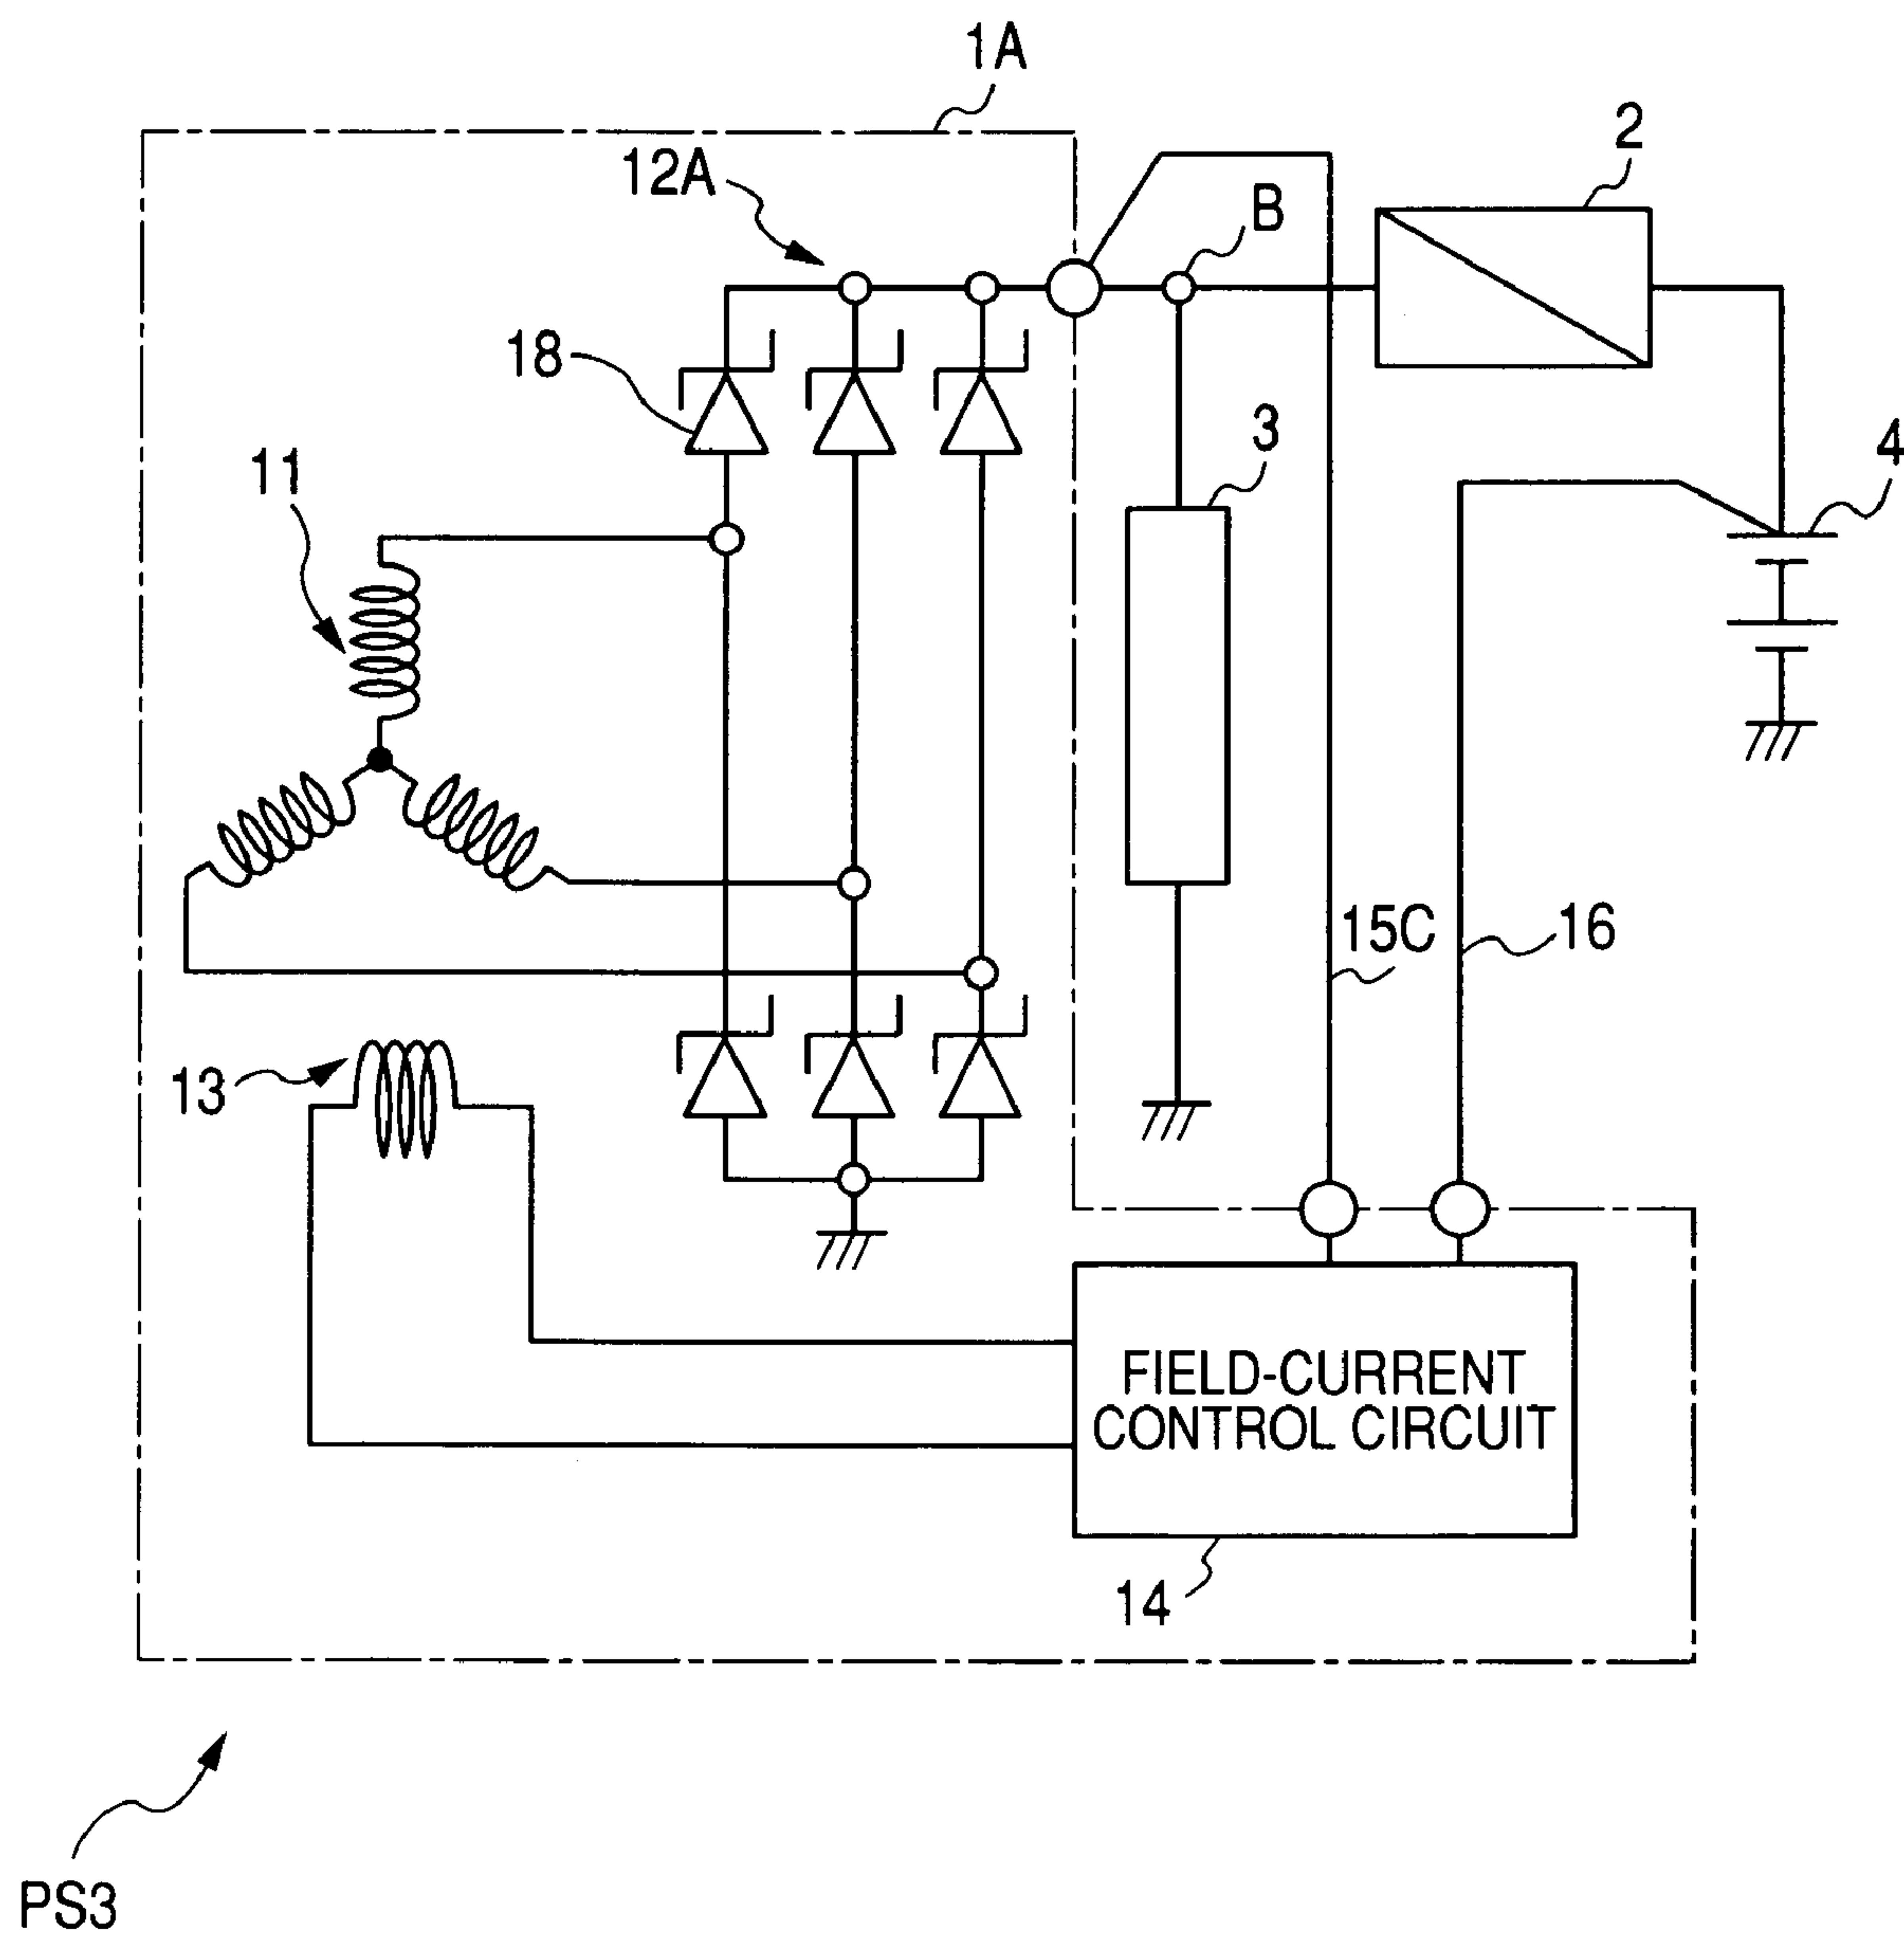 1A
2
12A
B
18
3
4
11
15C
16
13
FIELD-CURRENT
CONTROL CIRCUIT
14
PS3